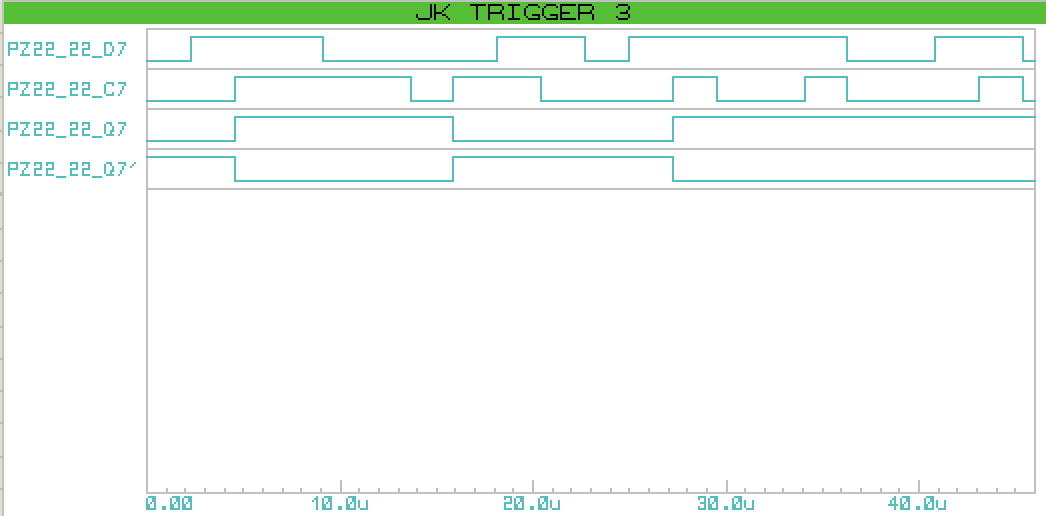 JK TRIGGER 3
PZ22_22_D7
PZ22_22_C7
PZ22_22_Q7
PZ22_22_Q7'
0.00 10.0u 20.0u 30.0u 40.0u